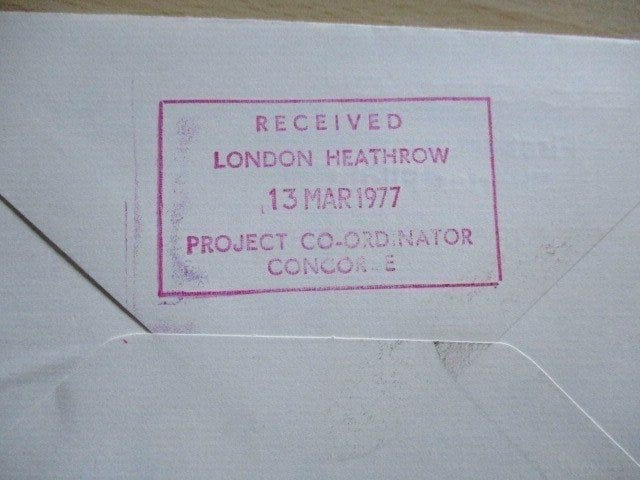 RECEIVED
LONDON HEATHROW
13 MAR 1977
PROJECT CO-ORDINATOR
CONCORDE